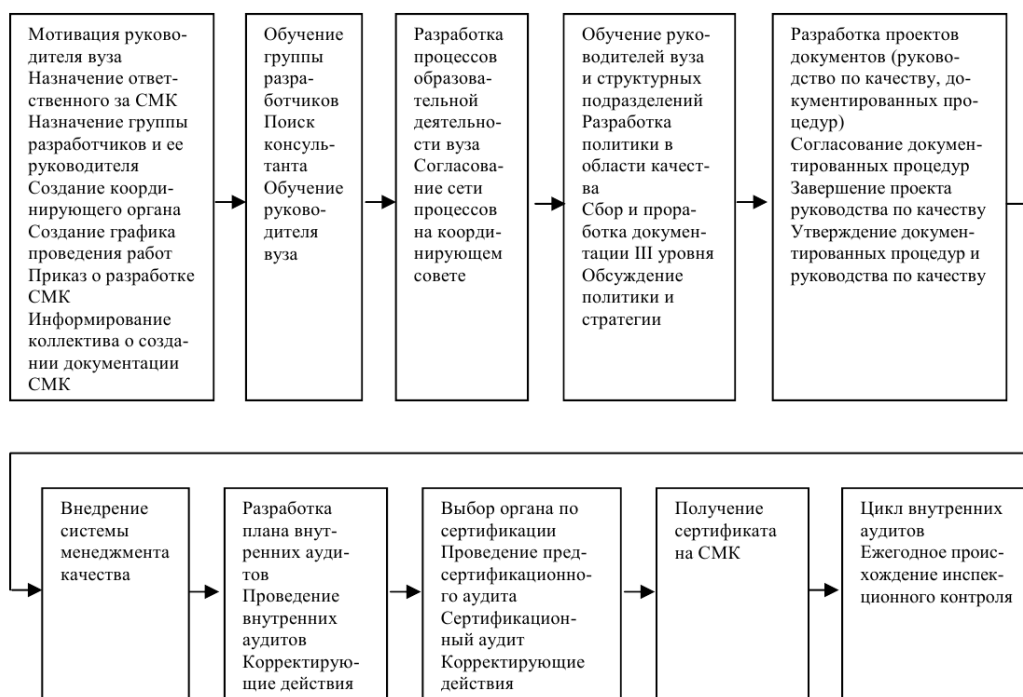 Мотивация руково-
дителя вуза
Назначение ответ-
ственного за СМК
Назначение группы
разработчиков и ее
руководителя
Создание коорди-
нирующего органа
Создание графика
проведения работ
Приказ о разработке
СМК
Информирование
коллектива о созда-
нии документации
СМК
Обучение
группы
разра-
ботчиков
Поиск
консуль-
танта
Обучение
руково-
дителя
вуза
Разработка
процессов
образова-
тельной
деятельно-
сти вуза
Согласова-
ние сети
процессов
на коорди-
нирующем
совете
Обучение руко-
водителей вуза
и структурных
подразделений
Разработка
политики в
области качест-
ва
Сбор и прора-
ботка докумен-
тации III уровня
Обсуждение
политики и
стратегии
Разработка проектов
документов (руково-
дство по качеству, до-
кументированных про-
цедур)
Согласование докумен-
тированных процедур
Завершение проекта
руководства по качеству
Утверждение докумен-
тированных процедур и
руководства по качеству
Внедрение
системы
менеджмента
качества
Разработка
плана внут-
ренних ауди-
тов
Проведение
внутренних
аудитов
Корректирую-
щие действия
Выбор органа по
сертификации
Проведение пред-
сертификационно-
го аудита
Сертификацион-
ный аудит
Корректирующие
действия
Получение
сертификата
на СМК
Цикл внутренних
аудитов
Ежегодное проис-
хождение инспек-
ционного контроля